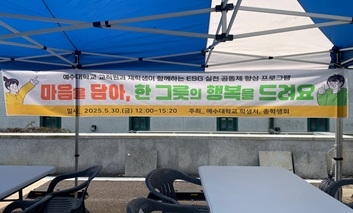 예수대학교 교직원과 재학생이 함께하는 ESG 실천 공동체 향상 프로그램
마음을 담아, 한 그릇의 행복을 드려요
일자_ 2025.5.30.(금) 12:00~15:20 주최_ 예수대학교 학생처, 총학생회